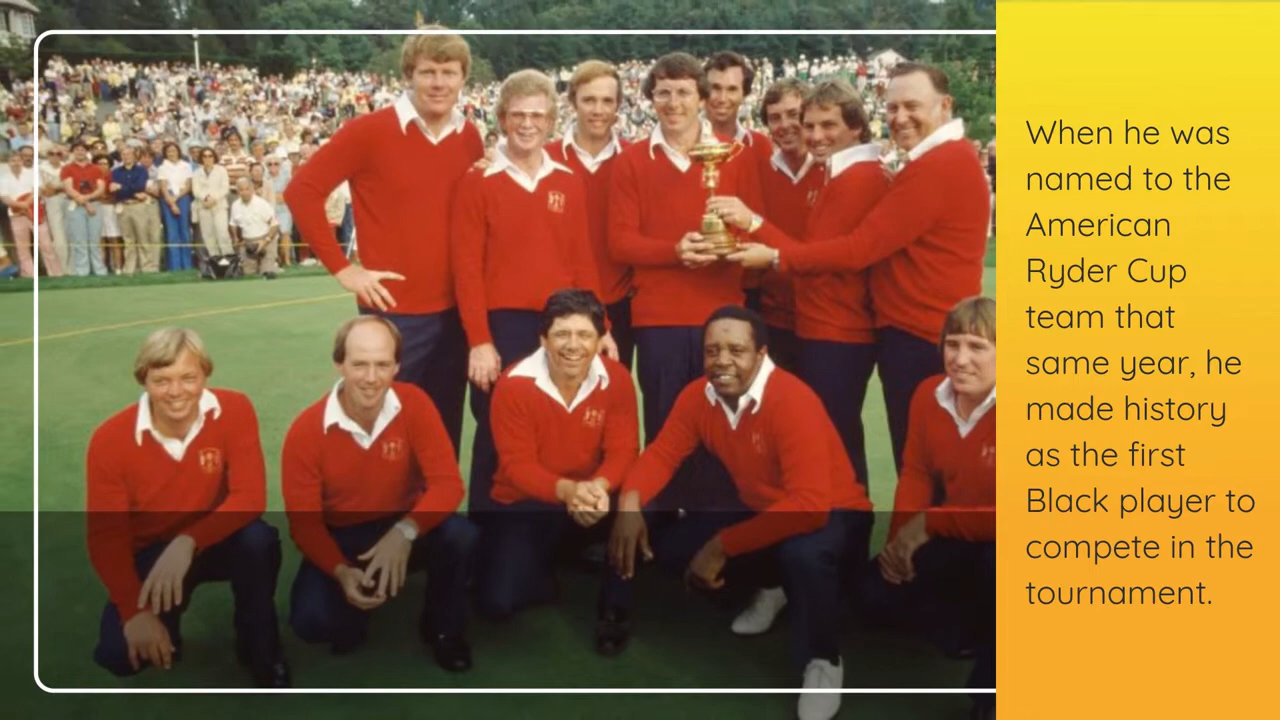 When he was
named to the
American
Ryder Cup
team that
same year, he
made history
as the first
Black player to
compete in the
tournament.